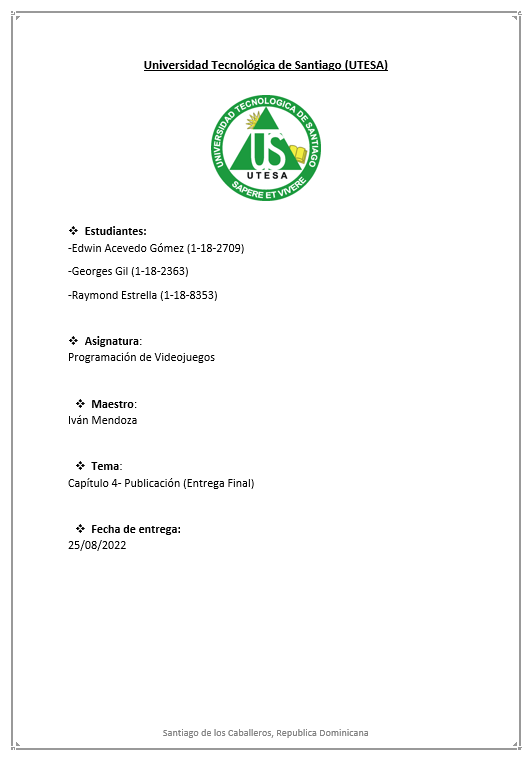 Universidad Tecnológica de Santiago (UTESA)
UNIVERSIDAD TECNOLOGICA DE SANTIAGO
US
UTESA
SAPERE ET VIVERE
❖ Estudiantes:
-Edwin Acevedo Gómez (1-18-2709)
-Georges Gil (1-18-2363)
-Raymond Estrella (1-18-8353)
❖ Asignatura:
Programación de Videojuegos
❖ Maestro:
Iván Mendoza
❖ Tema:
Capítulo 4- Publicación (Entrega Final)
❖ Fecha de entrega:
25/08/2022
Santiago de los Caballeros, Republica Dominicana